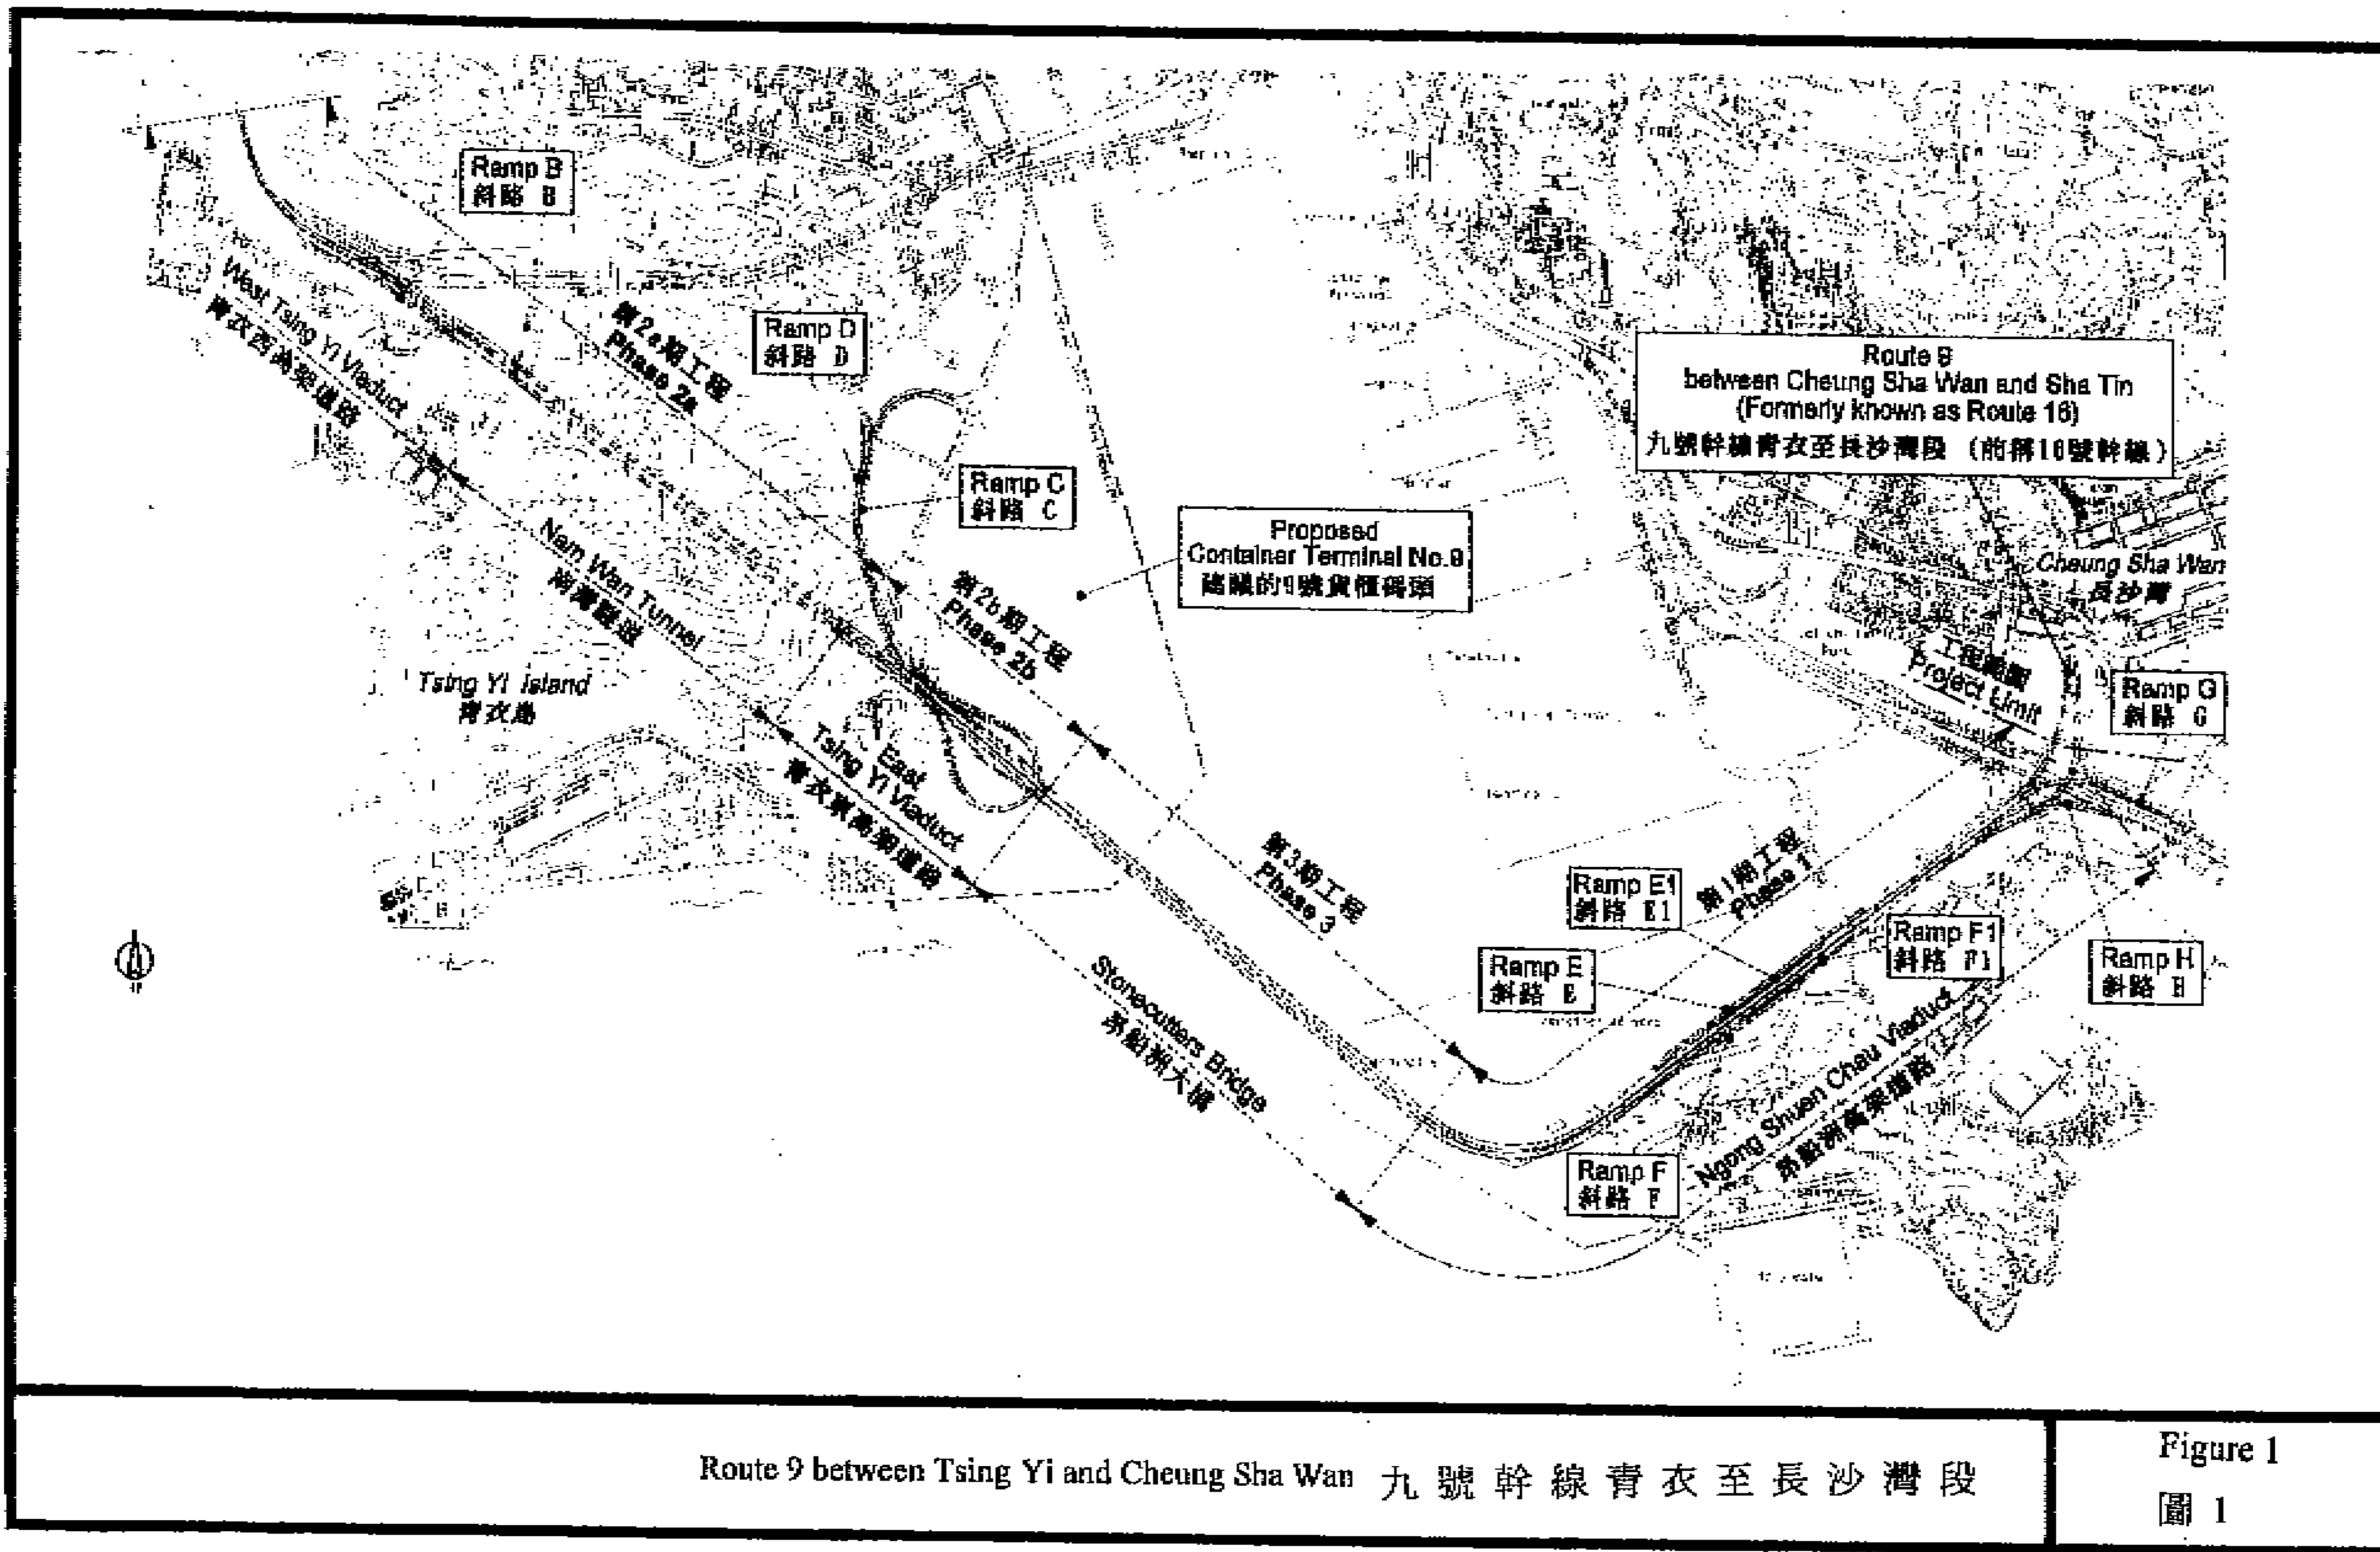 Ramp B
斜路 B
West Tsing Yi Viaduct
青衣西高架道路
第2a期工程
Phase 2a
Ramp D
斜路 D
Route 9
between Cheung Sha Wan and Sha Tin
(Formerly known as Route 16)
九號幹線青衣至長沙灣段 (前稱16號幹線)
Ramp C
斜路 C
Proposed
Container Terminal No.9
建議的9號貨櫃碼頭
Cheung Sha Wan
長沙灣
Nam Wan Tunnel
南灣隧道
第2b期工程
Phase 2b
Tsing Yi Island
青衣島
工程範圍
Project Limit
Ramp G
斜路 G
East
Tsing Yi Viaduct
青衣東高架道路
第3期工程
Phase 3
第1期工程
Phase 1
Ramp E1
斜路 E1
Ramp F1
斜路 F1
Ramp E
斜路 E
Ramp H
斜路 H
Stonecutters Bridge
昂船洲大橋
Ngong Shuen Chau Viaduct
昂船洲高架道路
Ramp F
斜路 F
Route 9 between Tsing Yi and Cheung Sha Wan 九號幹線青衣至長沙灣段
Figure 1
圖 1